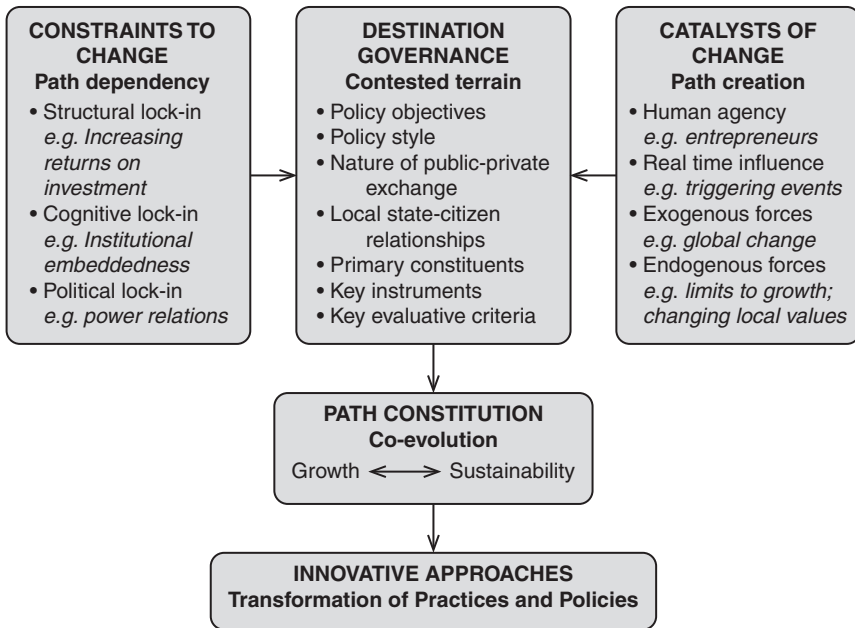 CONSTRAINTS TO
CHANGE
Path dependency
• Structural lock-in
e.g. Increasing
returns on
investment
• Cognitive lock-in
e.g. Institutional
embeddedness
• Political lock-in
e.g. power relations
DESTINATION
GOVERNANCE
Contested terrain
• Policy objectives
• Policy style
• Nature of public-private
exchange
• Local state-citizen
relationships
• Primary constituents
• Key instruments
• Key evaluative criteria
CATALYSTS OF
CHANGE
Path creation
• Human agency
e.g. entrepreneurs
• Real time influence
e.g. triggering events
• Exogenous forces
e.g. global change
• Endogenous forces
e.g. limits to growth;
changing local values
PATH CONSTITUTION
Co-evolution
Growth Sustainability
INNOVATIVE APPROACHES
Transformation of Practices and Policies